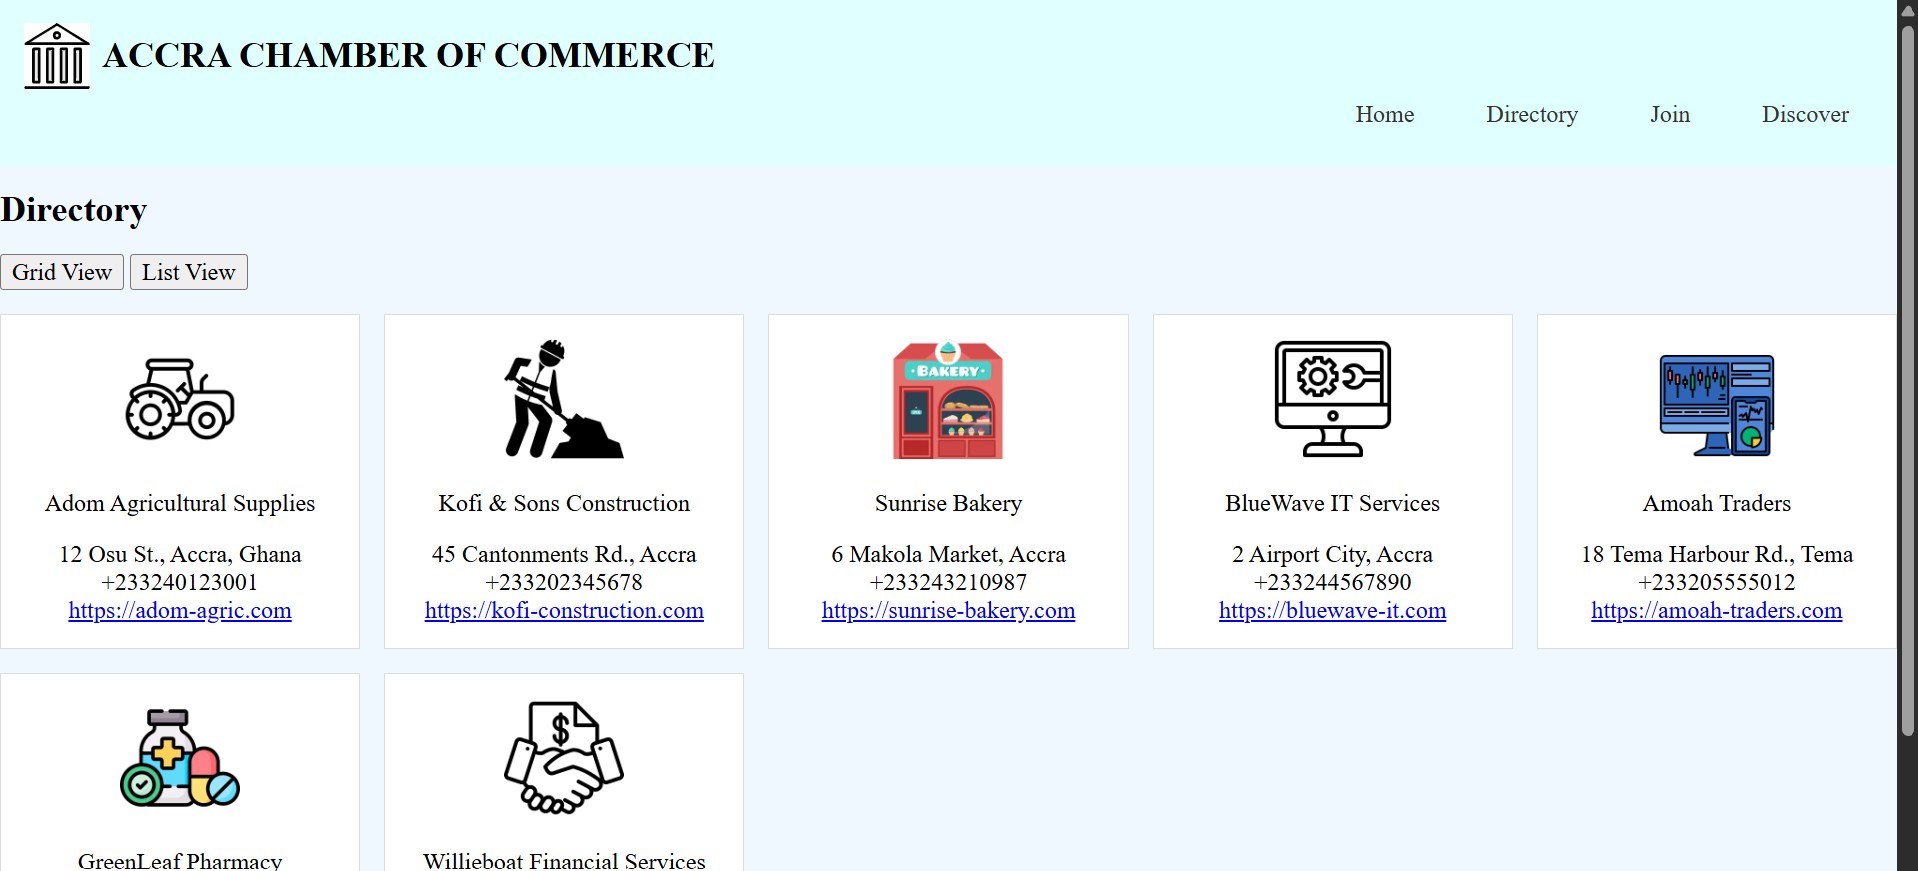 ACCRA CHAMBER OF COMMERCE
Home Directory Join Discover
Directory
Grid View List View
Adom Agricultural Supplies
12 Osu St., Accra, Ghana
+233240123001
https://adom-agric.com
Kofi & Sons Construction
45 Cantonments Rd., Accra
+233202345678
https://kofi-construction.com
BAKERY
Sunrise Bakery
6 Makola Market, Accra
+233243210987
https://sunrise-bakery.com
BlueWave IT Services
2 Airport City, Accra
+233244567890
https://bluewave-it.com
Amoah Traders
18 Tema Harbour Rd., Tema
+233205555012
https://amoah-traders.com
GreenLeaf Pharmacy
$
Willieboat Financial Services